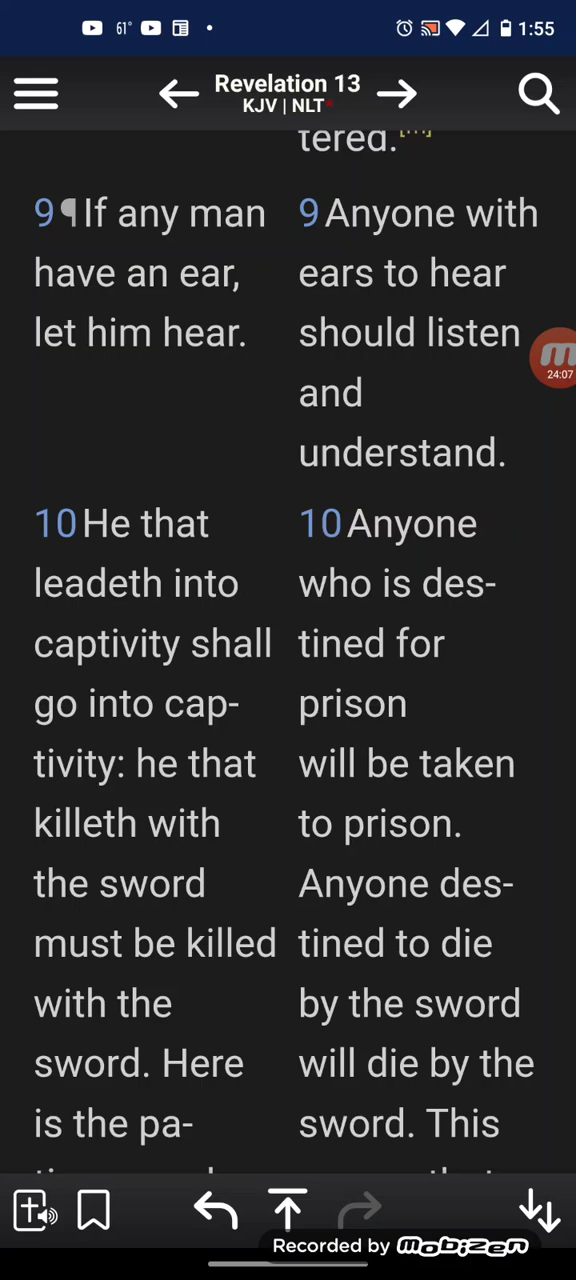 61° 1:55
Revelation 13
KJV | NLT*
tered.
9 ¶If any man
have an ear,
let him hear.
9 Anyone with
ears to hear
should listen
and
understand.
24:07
10 He that
leadeth into
captivity shall
go into cap-
tivity: he that
killeth with
the sword
must be killed
with the
sword. Here
is the pa-
10 Anyone
who is des-
tined for
prison
will be taken
to prison.
Anyone des-
tined to die
by the sword
will die by the
sword. This
Recorded by mobizen